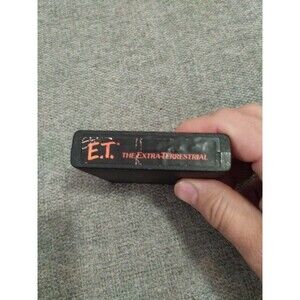 E.T. THE EXTRA-TERRESTRIAL